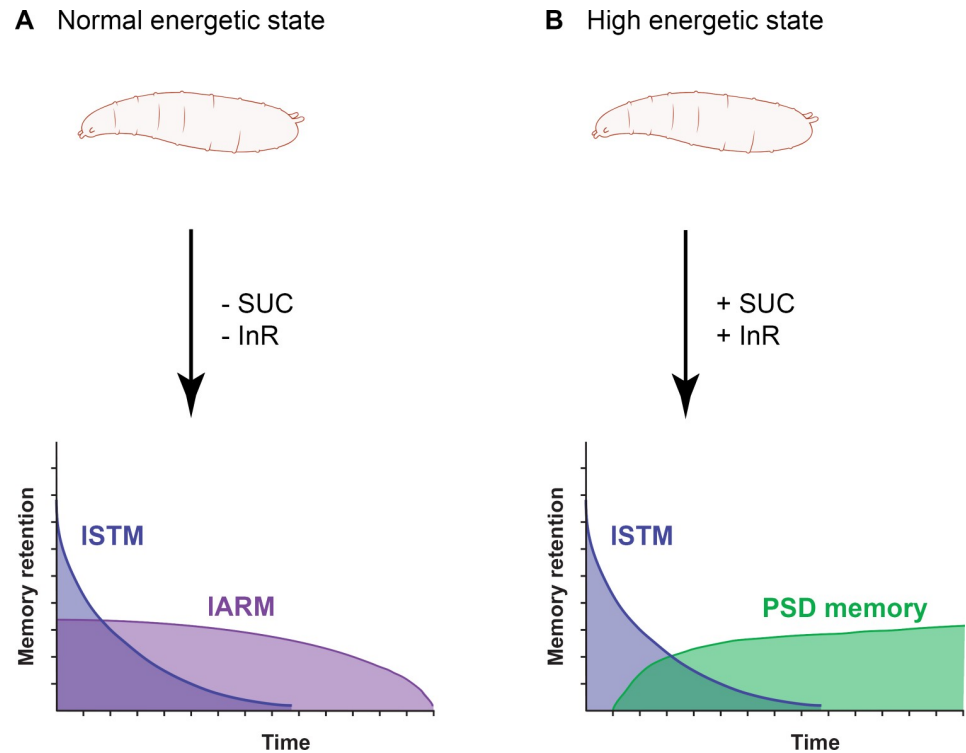 A Normal energetic state
B High energetic state
- SUC
- InR
+ SUC
+ InR
Memory retention
ISTM
IARM
Time
Memory retention
ISTM
PSD memory
Time